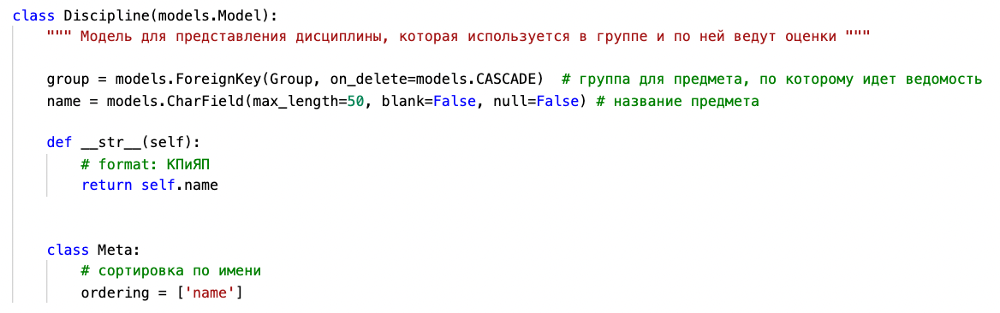 class Discipline(models.Model):
    """ Модель для представления дисциплины, которая используется в группе и по ней ведут оценки """
    group = models.ForeignKey(Group, on_delete=models.CASCADE)  # группа для предмета, по которому идет ведомость
    name = models.CharField(max_length=50, blank=False, null=False) # название предмета
    def __str__(self):
        # format: КПиЯП
        return self.name
    class Meta:
        # сортировка по имени
        ordering = ['name']